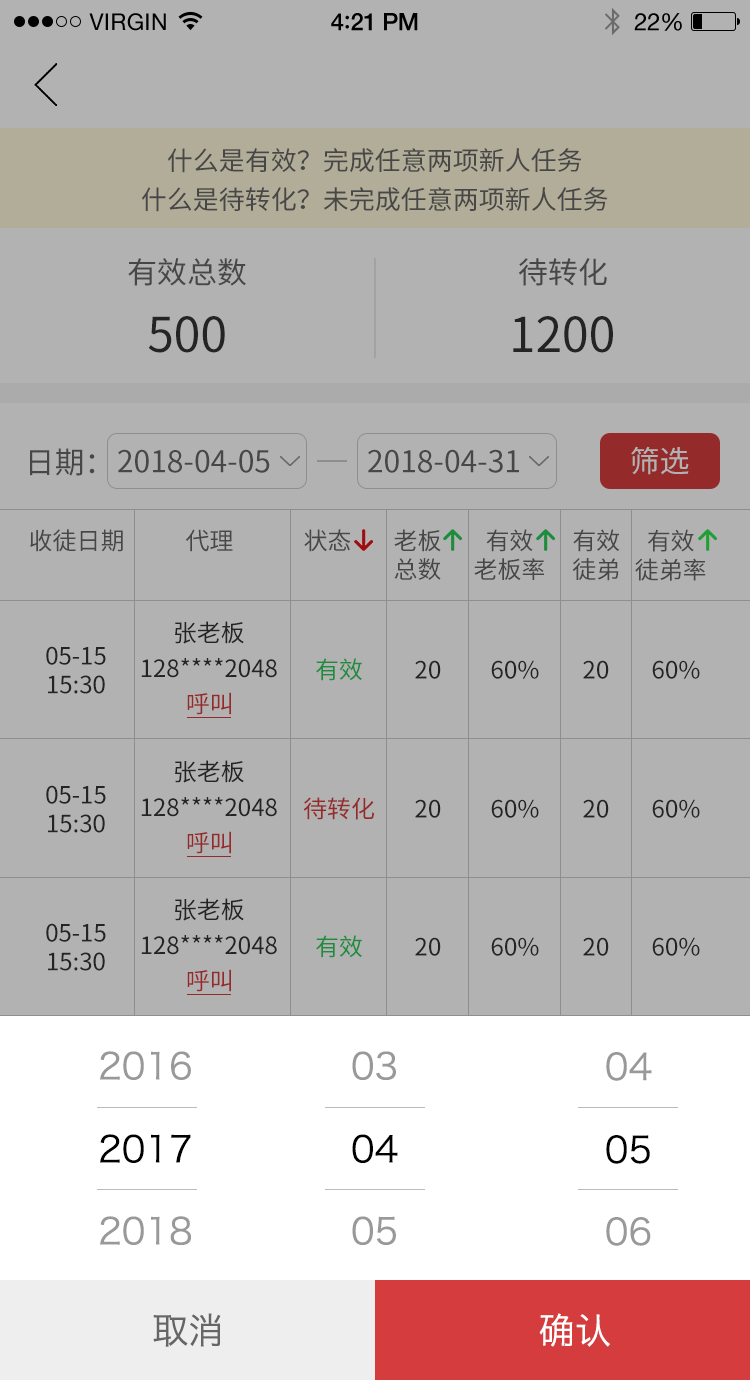 VIRGIN 4:21 PM 22%
什么是有效？完成任意两项新人任务
什么是待转化？未完成任意两项新人任务
有效总数 待转化
500 1200
日期： 2018-04-05 — 2018-04-31 筛选
收徒日期 代理 状态↓ 老板↑ 有效↑ 有效 有效↑
总数 老板率 徒弟 徒弟率
张老板
05-15 128****2048 有效 20 60% 20 60%
15:30 呼叫
张老板
05-15 128****2048 待转化 20 60% 20 60%
15:30 呼叫
张老板
05-15 128****2048 有效 20 60% 20 60%
15:30 呼叫
2016 03 04
2017 04 05
2018 05 06
取消 确认